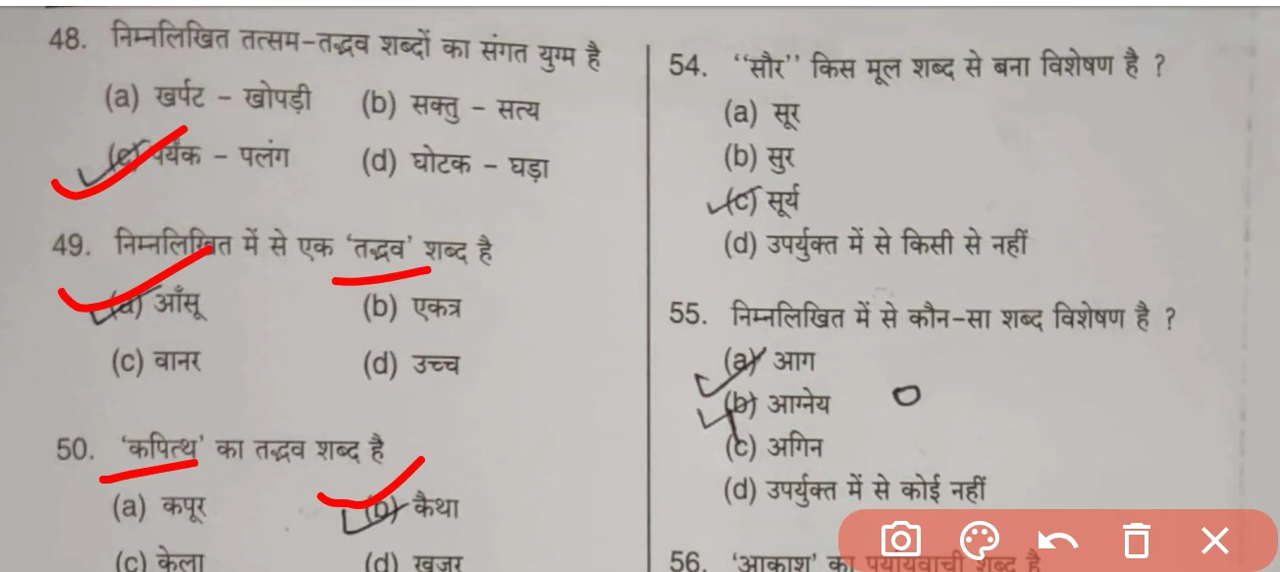 48. निम्नलिखित तत्सम-तद्भव शब्दों का संगत युग्म है
(a) खर्पट - खोपड़ी (b) सक्तु - सत्य
(c) पर्यंक - पलंग (d) घोटक - घड़ा
49. निम्नलिखित में से एक 'तद्भव' शब्द है
(a) आँसू (b) एकत्र
(c) वानर (d) उच्च
50. 'कपित्थ' का तद्भव शब्द है
(a) कपूर (b) कैथा
(c) केला (d) खजूर
54. "सौर" किस मूल शब्द से बना विशेषण है ?
(a) सूर
(b) सुर
(c) सूर्य
(d) उपर्युक्त में से किसी से नहीं
55. निम्नलिखित में से कौन-सा शब्द विशेषण है ?
(a) आग
(b) आग्नेय
(c) अगिन
(d) उपर्युक्त में से कोई नहीं
56. 'आकाश' का पर्यायवाची शब्द है